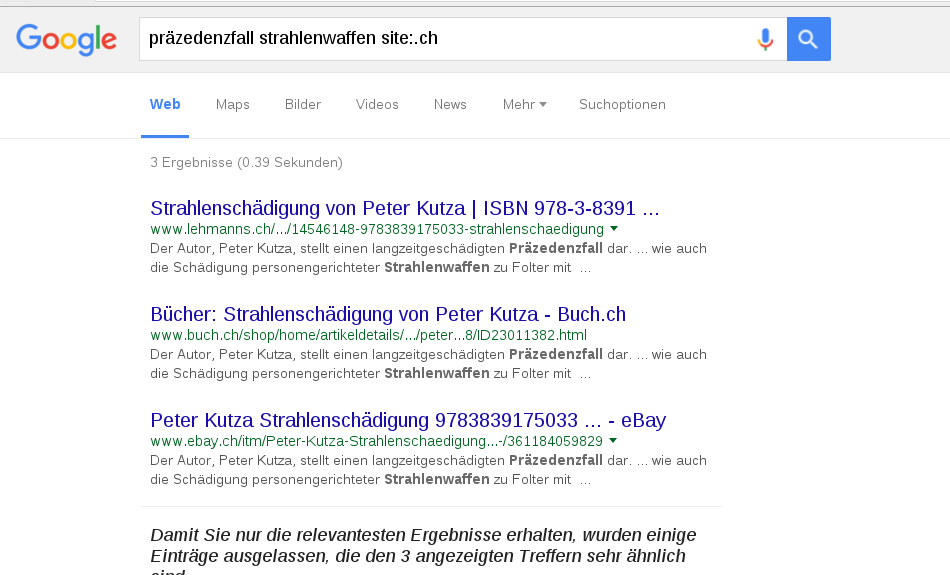 Google
präzedenzfall strahlenwaffen site:.ch
Web Maps Bilder Videos News Mehr Suchoptionen
3 Ergebnisse (0.39 Sekunden)
Strahlenschädigung von Peter Kutza | ISBN 978-3-8391 ...
www.lehmanns.ch/.../14546148-9783839175033-strahlenschaedigung
Der Autor, Peter Kutza, stellt einen langzeitgeschädigten Präzedenzfall dar. ... wie auch
die Schädigung personengerichteter Strahlenwaffen zu Folter mit ...
Bücher: Strahlenschädigung von Peter Kutza - Buch.ch
www.buch.ch/shop/home/artikeldetails/.../peter...8/ID23011382.html
Der Autor, Peter Kutza, stellt einen langzeitgeschädigten Präzedenzfall dar. ... wie auch
die Schädigung personengerichteter Strahlenwaffen zu Folter mit ...
Peter Kutza Strahlenschädigung 9783839175033 ... - eBay
www.ebay.ch/itm/Peter-Kutza-Strahlenschaedigung...-/361184059829
Der Autor, Peter Kutza, stellt einen langzeitgeschädigten Präzedenzfall dar. ... wie auch
die Schädigung personengerichteter Strahlenwaffen zu Folter mit ...
Damit Sie nur die relevantesten Ergebnisse erhalten, wurden einige
Einträge ausgelassen, die den 3 angezeigten Treffern sehr ähnlich